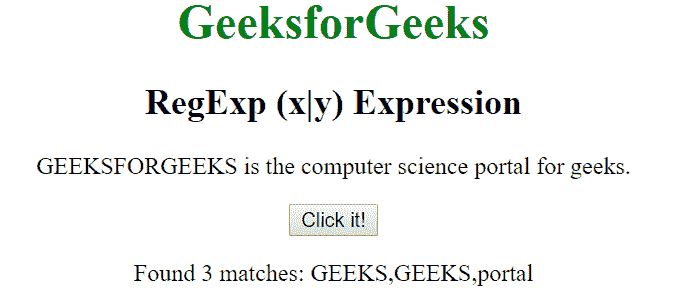 GeeksforGeeks
RegExp (x|y) Expression
GEEKSFORGEEKS is the computer science portal for geeks.
Click it!
Found 3 matches: GEEKS,GEEKS,portal